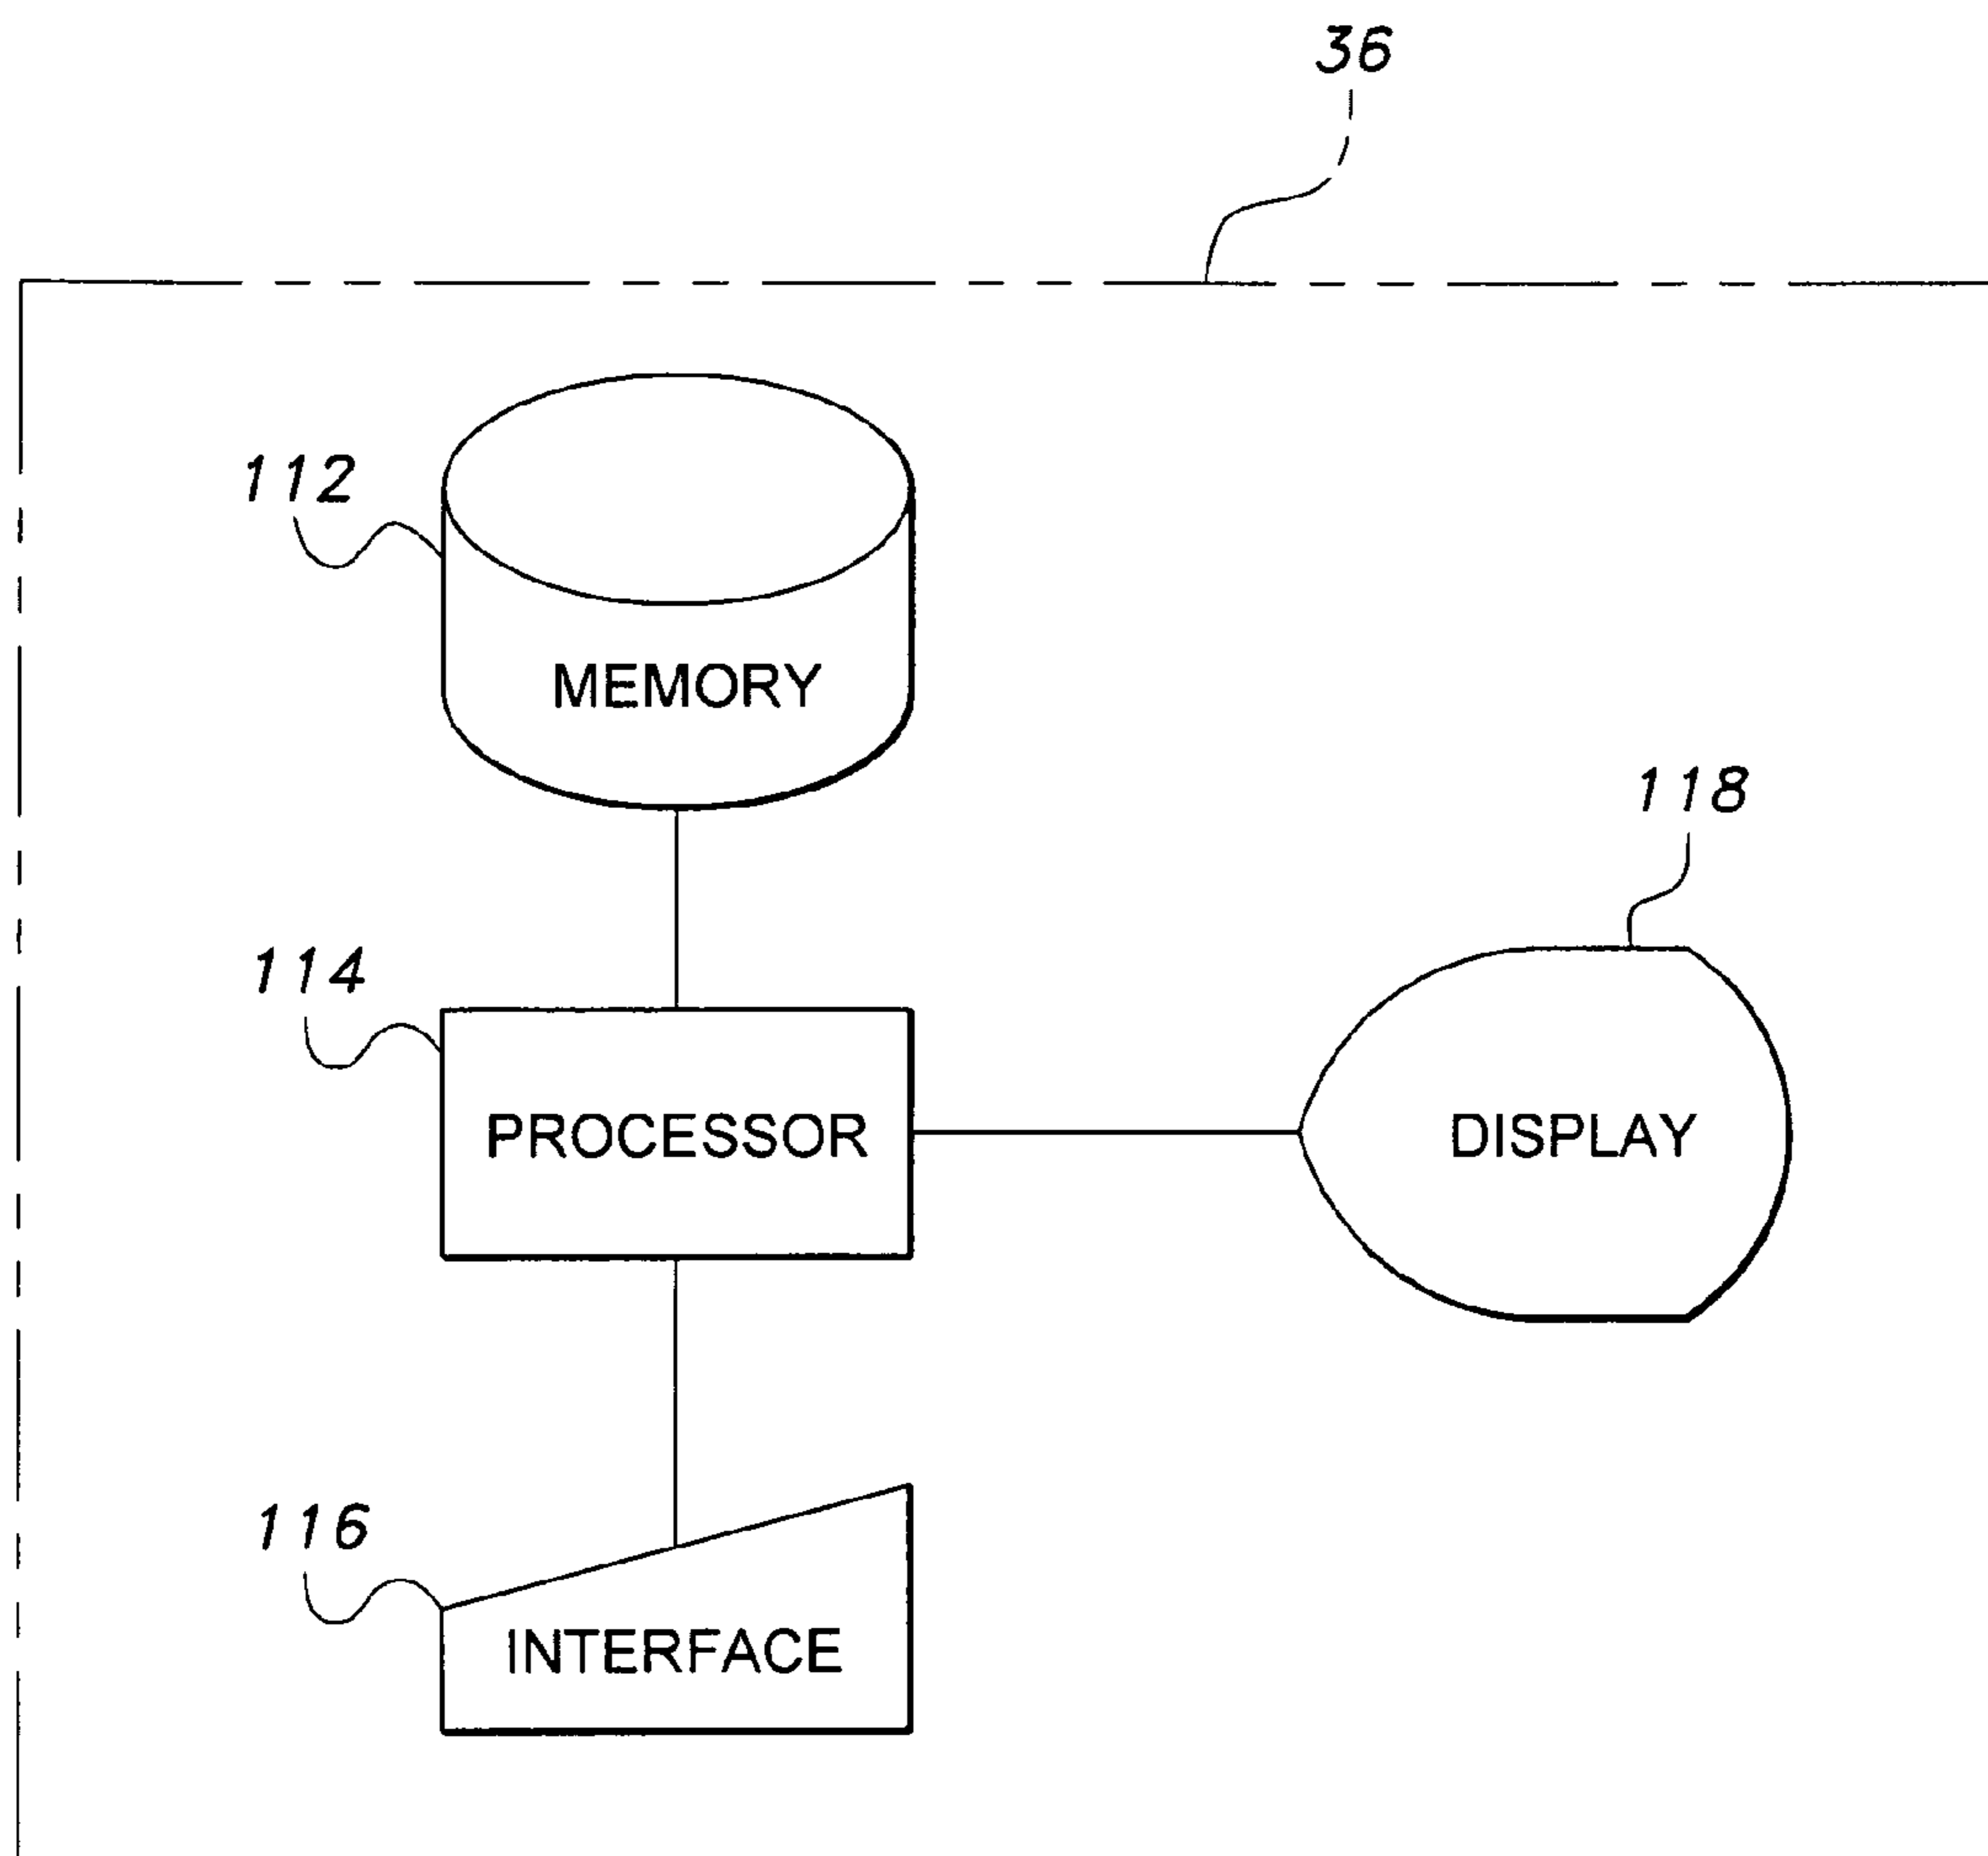 36
112
MEMORY
118
114
PROCESSOR
DISPLAY
116
INTERFACE